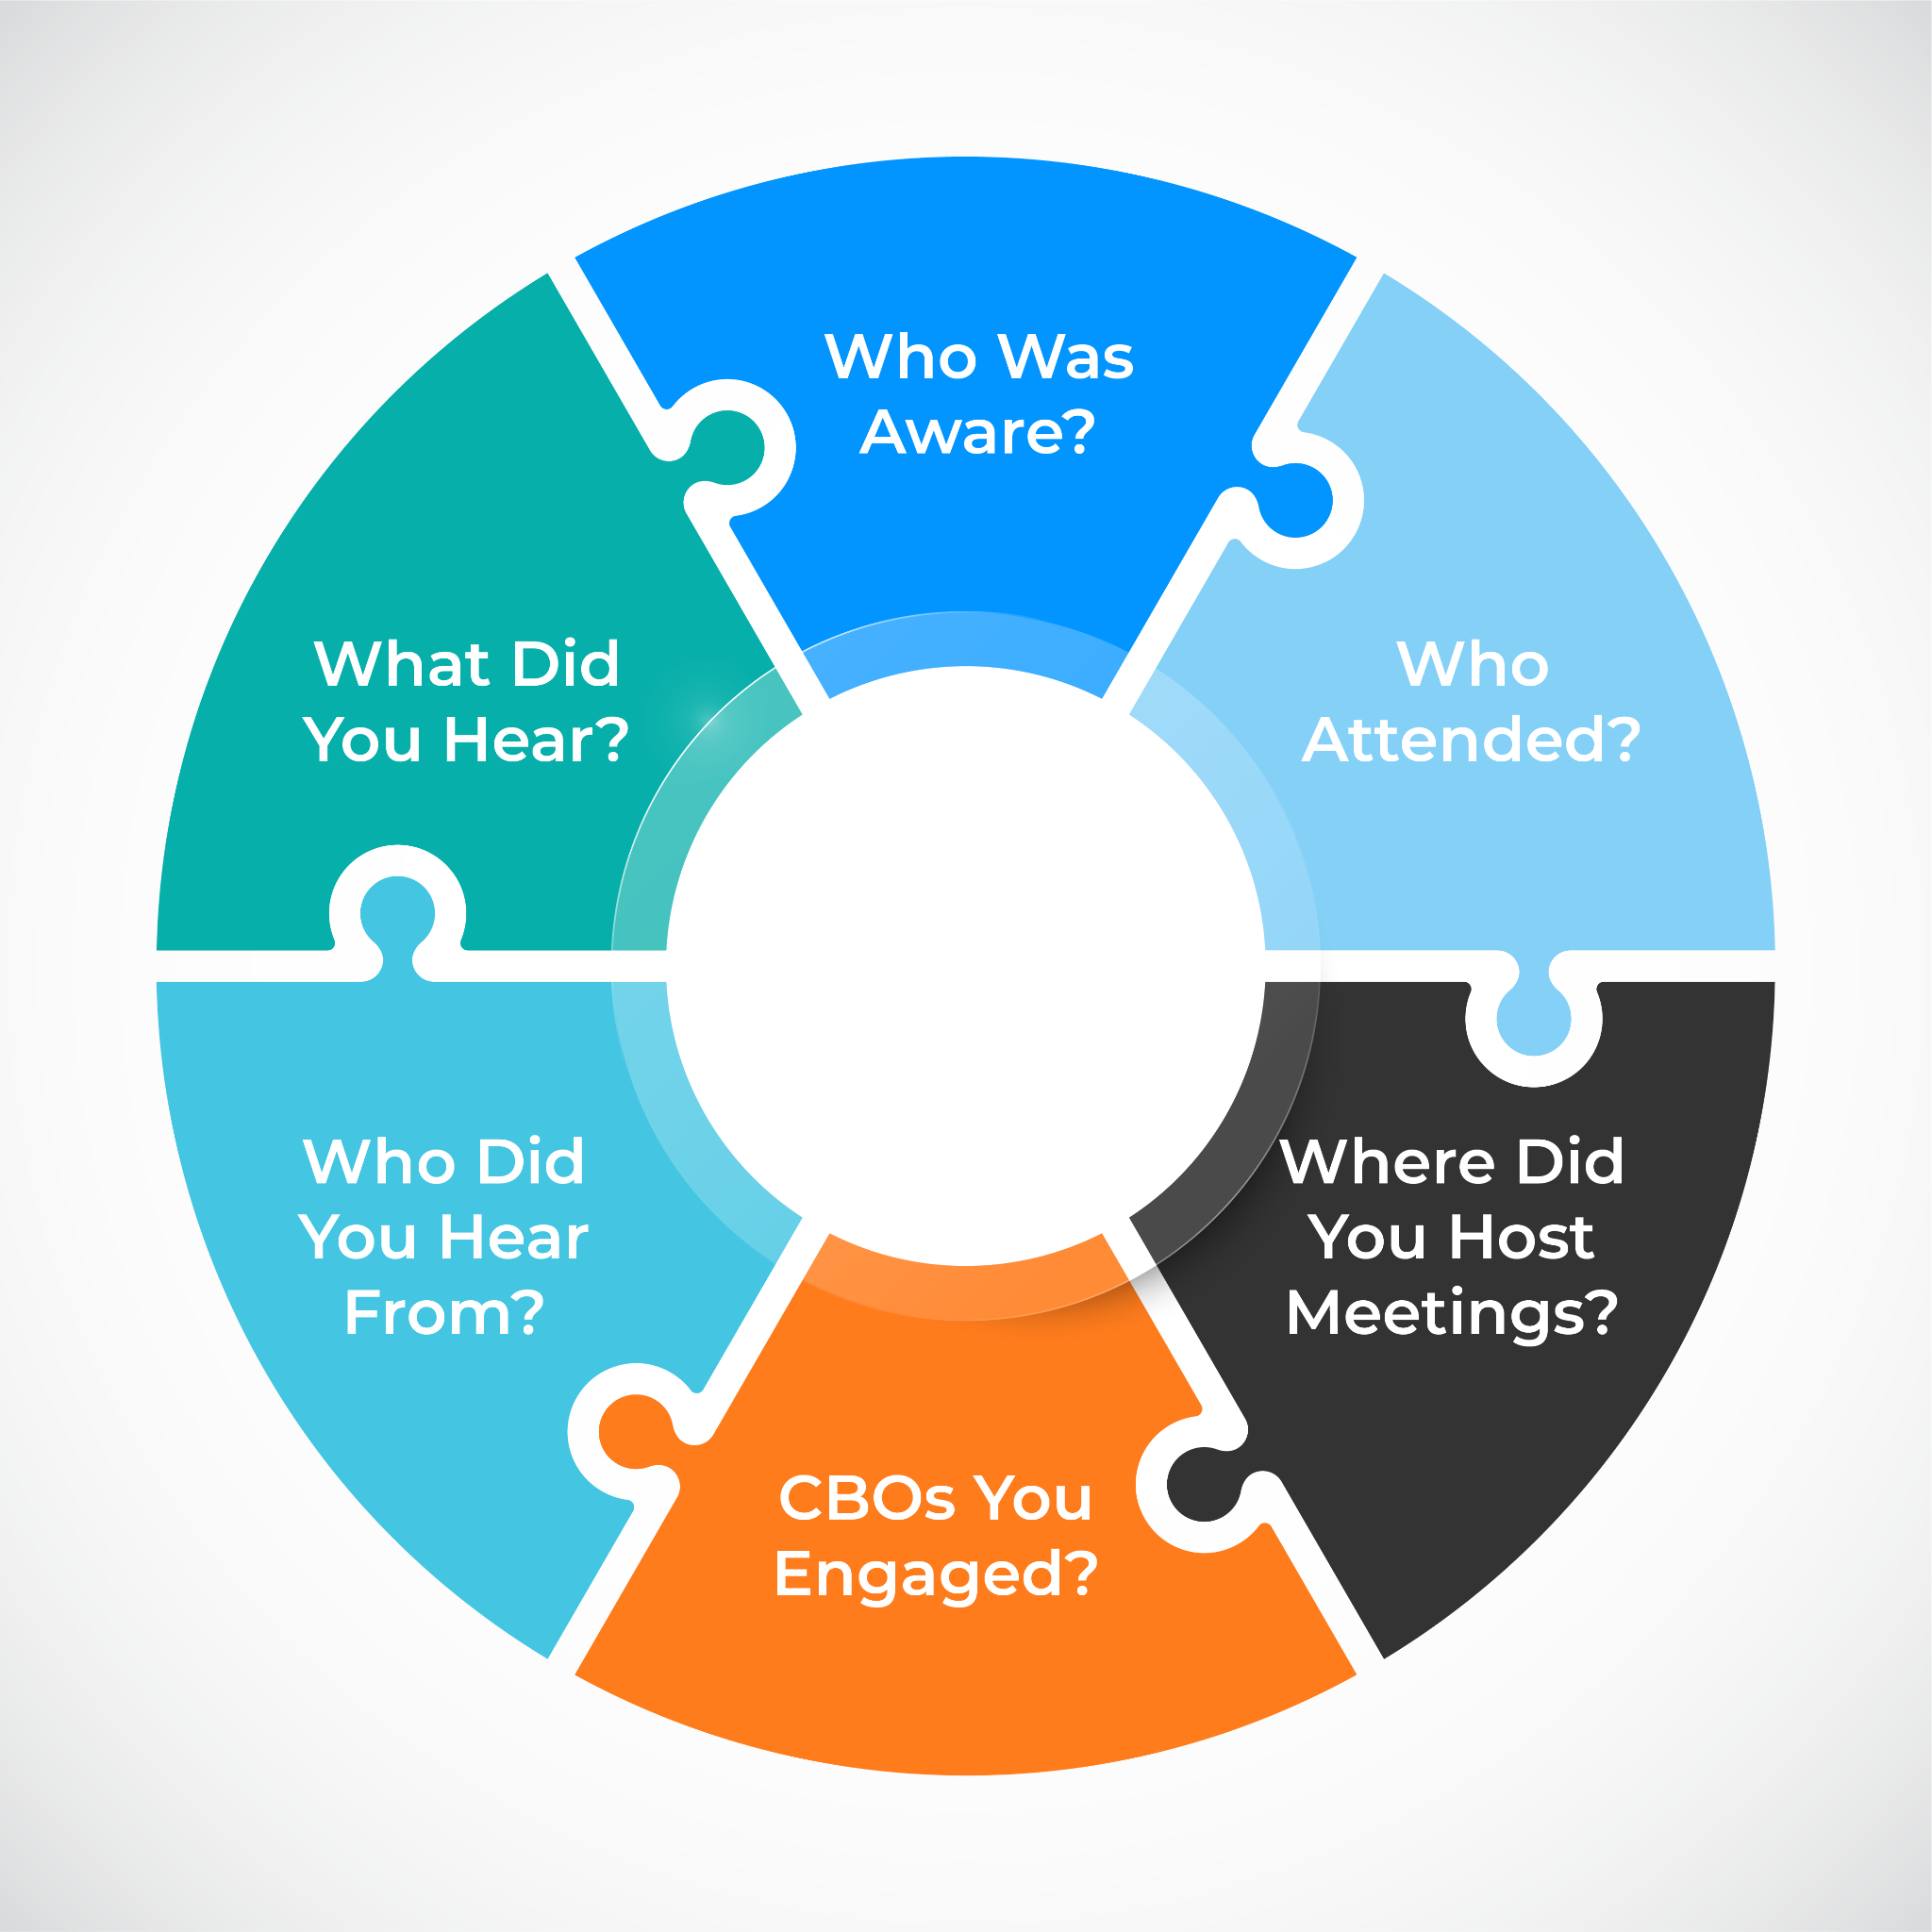 Who Was
Aware?
Who
Attended?
Where Did
You Host
Meetings?
CBOs You
Engaged?
Who Did
You Hear
From?
What Did
You Hear?